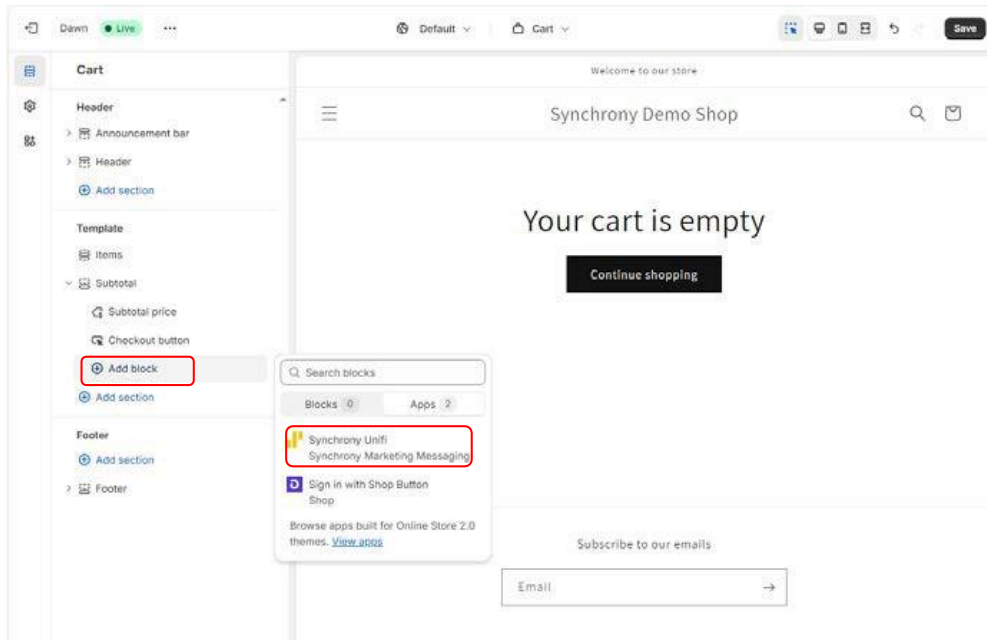 Dawn Live ... Default Cart Save
Cart
Header
Announcement bar
Header
Add section
Template
Items
Subtotal
Subtotal price
Checkout button
Add block
Add section
Footer
Add section
Footer
Search blocks
Blocks 0 Apps 2
Synchrony Unifi
Synchrony Marketing Messaging
Sign in with Shop Button
Shop
Browse apps built for Online Store 2.0
themes. View apps
Welcome to our store
Synchrony Demo Shop
Your cart is empty
Continue shopping
Subscribe to our emails
Email